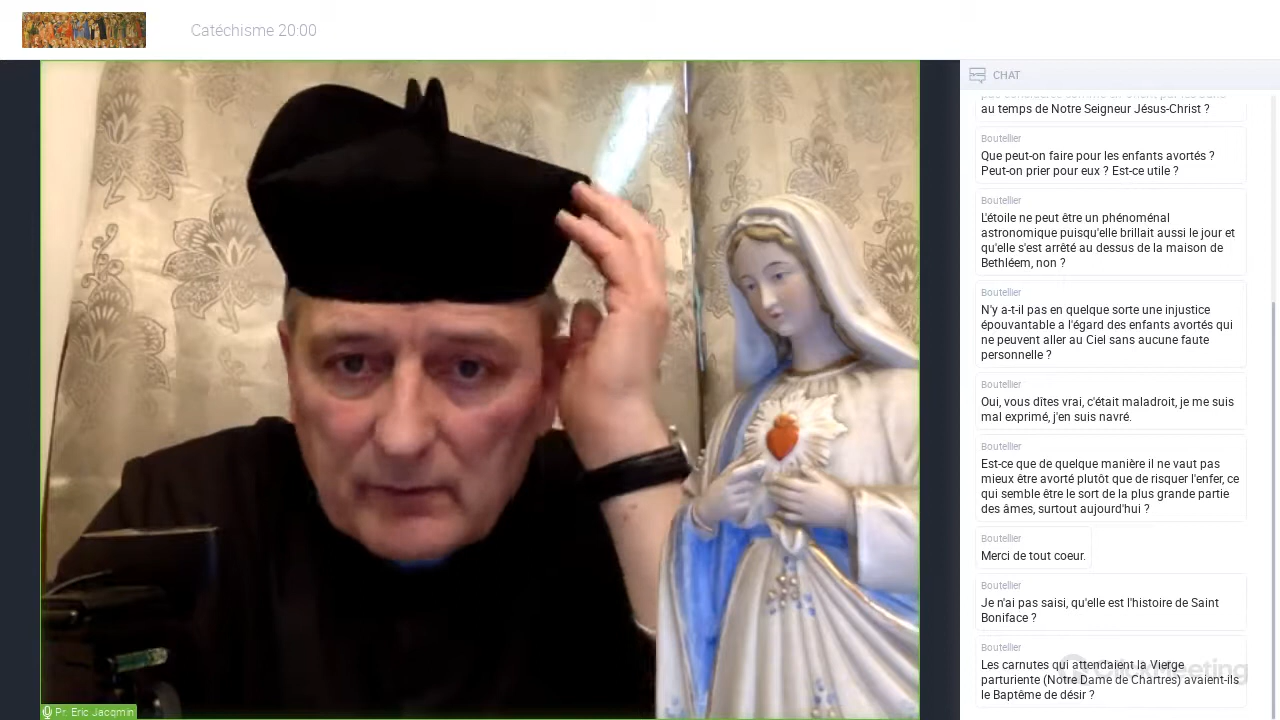 Catéchisme 20:00
CHAT
au temps de Notre Seigneur Jésus-Christ ?
Boutellier
Que peut-on faire pour les enfants avortés ?
Peut-on prier pour eux ? Est-ce utile ?
Boutellier
L'étoile ne peut être un phénoménal
astronomique puisqu'elle brillait aussi le jour et
qu'elle s'est arrêté au dessus de la maison de
Bethléem, non ?
Boutellier
N'y a-t-il pas en quelque sorte une injustice
épouvantable a l'égard des enfants avortés qui
ne peuvent aller au Ciel sans aucune faute
personnelle ?
Boutellier
Oui, vous dîtes vrai, c'était maladroit, je me suis
mal exprimé, j'en suis navré.
Boutellier
Est-ce que de quelque manière il ne vaut pas
mieux être avorté plutôt que de risquer l'enfer, ce
qui semble être le sort de la plus grande partie
des âmes, surtout aujourd'hui ?
Boutellier
Merci de tout coeur.
Boutellier
Je n'ai pas saisi, qu'elle est l'histoire de Saint
Boniface ?
Boutellier
Les carnutes qui attendaient la Vierge
parturiente (Notre Dame de Chartres) avaient-ils
le Baptême de désir ?
Pr. Eric Jacqmin